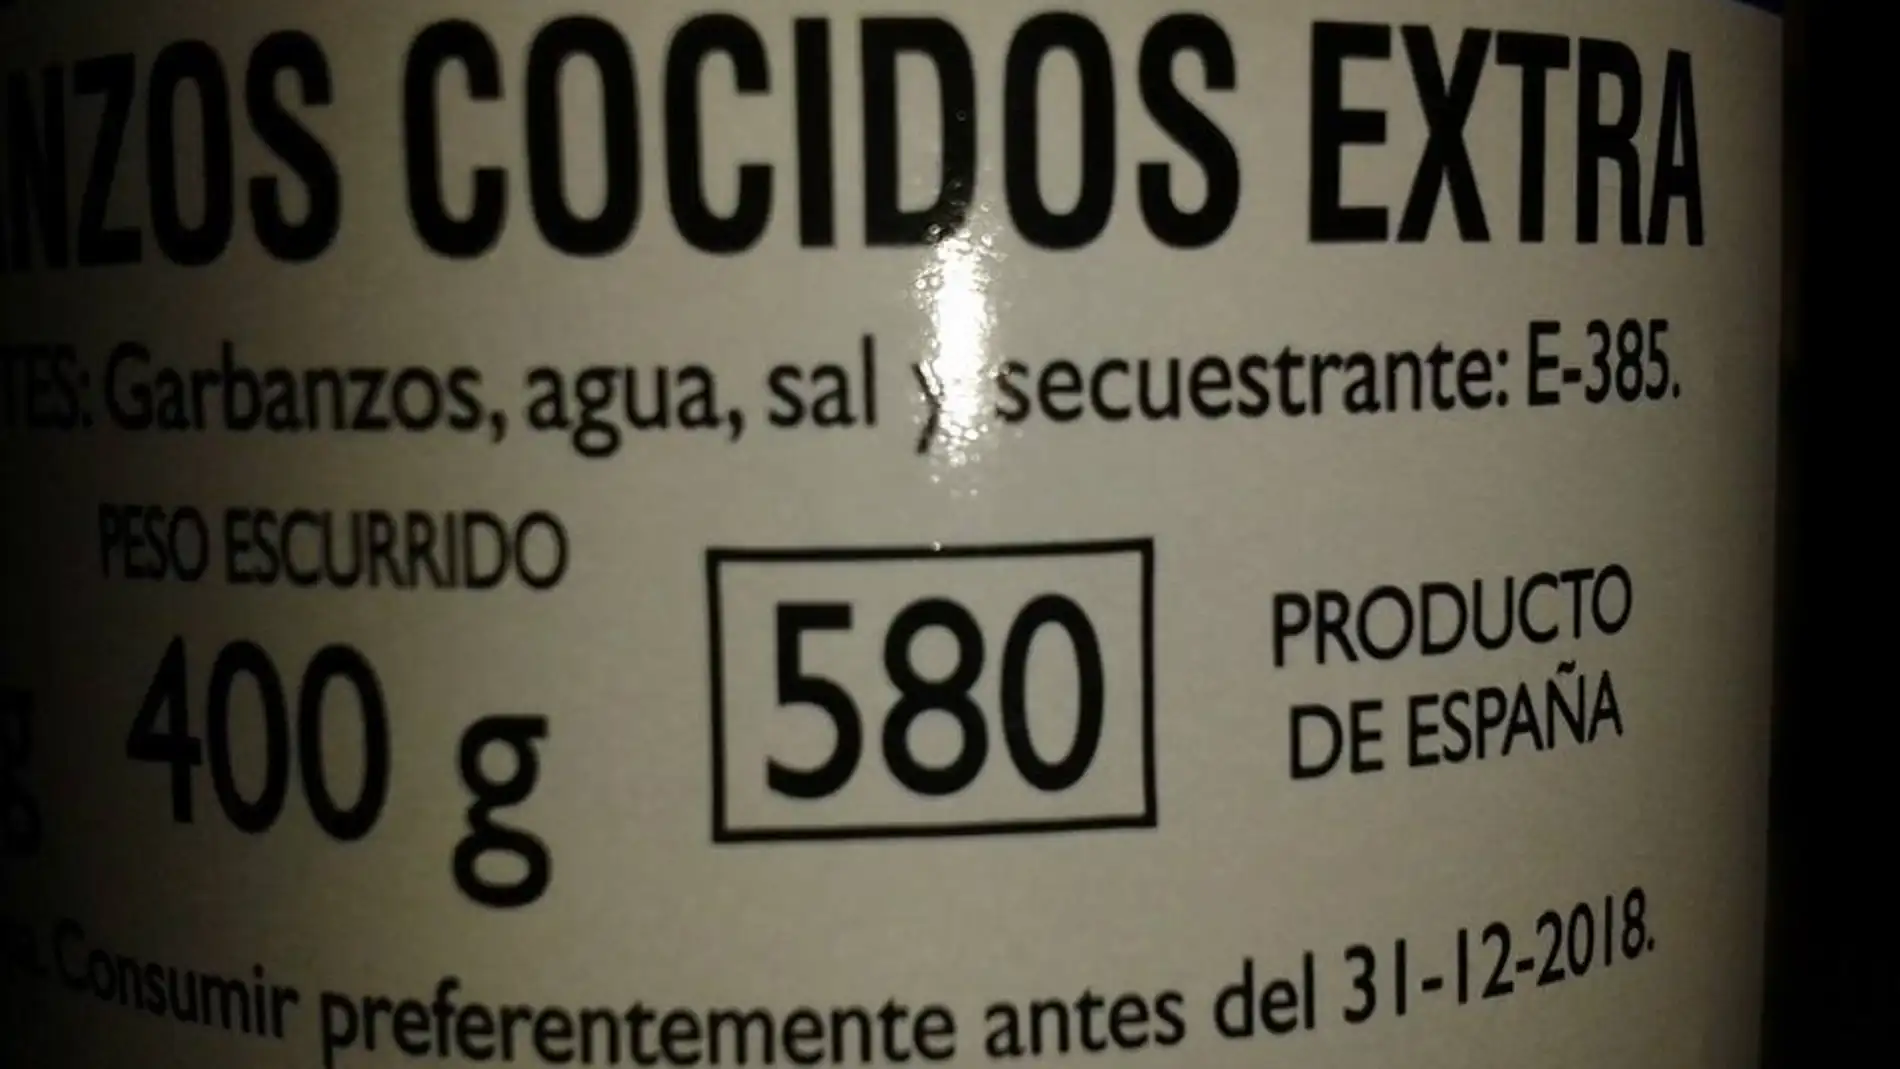 NZOS COCIDOS EXTRA
TES: Garbanzos, agua, sal y secuestrante: E-385.
PESO ESCURRIDO
400 g
580
PRODUCTO
DE ESPAÑA
Consumir preferentemente antes del 31-12-2018.